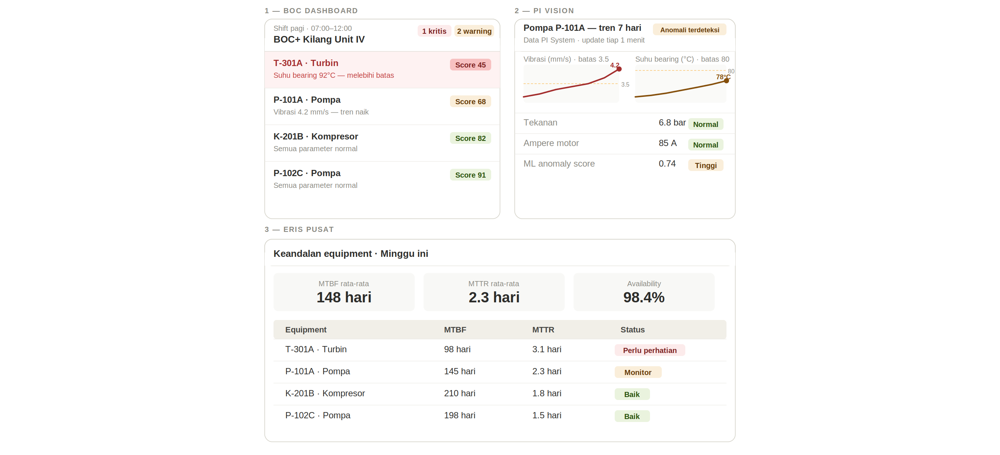 1 — BOC DASHBOARD
Shift pagi · 07:00–12:00
BOC+ Kilang Unit IV
1 kritis
2 warning
T-301A · Turbin
Score 45
Suhu bearing 92°C — melebihi batas
P-101A · Pompa
Score 68
Vibrasi 4.2 mm/s — tren naik
K-201B · Kompresor
Score 82
Semua parameter normal
P-102C · Pompa
Score 91
Semua parameter normal
2 — PI VISION
Pompa P-101A — tren 7 hari
Anomali terdeteksi
Data PI System · update tiap 1 menit
Vibrasi (mm/s) · batas 3.5
4.2
3.5
Suhu bearing (°C) · batas 80
80
78°C
Tekanan 6.8 bar Normal
Ampere motor 85 A Normal
ML anomaly score 0.74 Tinggi
3 — ERIS PUSAT
Keandalan equipment · Minggu ini
MTBF rata-rata
148 hari
MTTR rata-rata
2.3 hari
Availability
98.4%
Equipment MTBF MTTR Status
T-301A · Turbin 98 hari 3.1 hari Perlu perhatian
P-101A · Pompa 145 hari 2.3 hari Monitor
K-201B · Kompresor 210 hari 1.8 hari Baik
P-102C · Pompa 198 hari 1.5 hari Baik